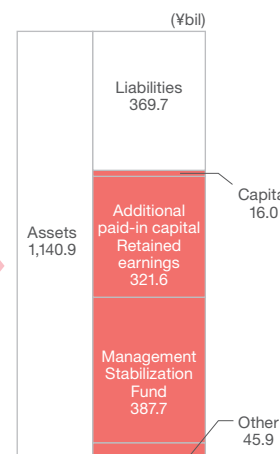 (¥bil)
Liabilities
369.7
Capita
16.0
Assets
1,140.9
Additional
paid-in capital
Retained
earnings
321.6
Management
Stabilization
Fund
387.7
Other
45.9